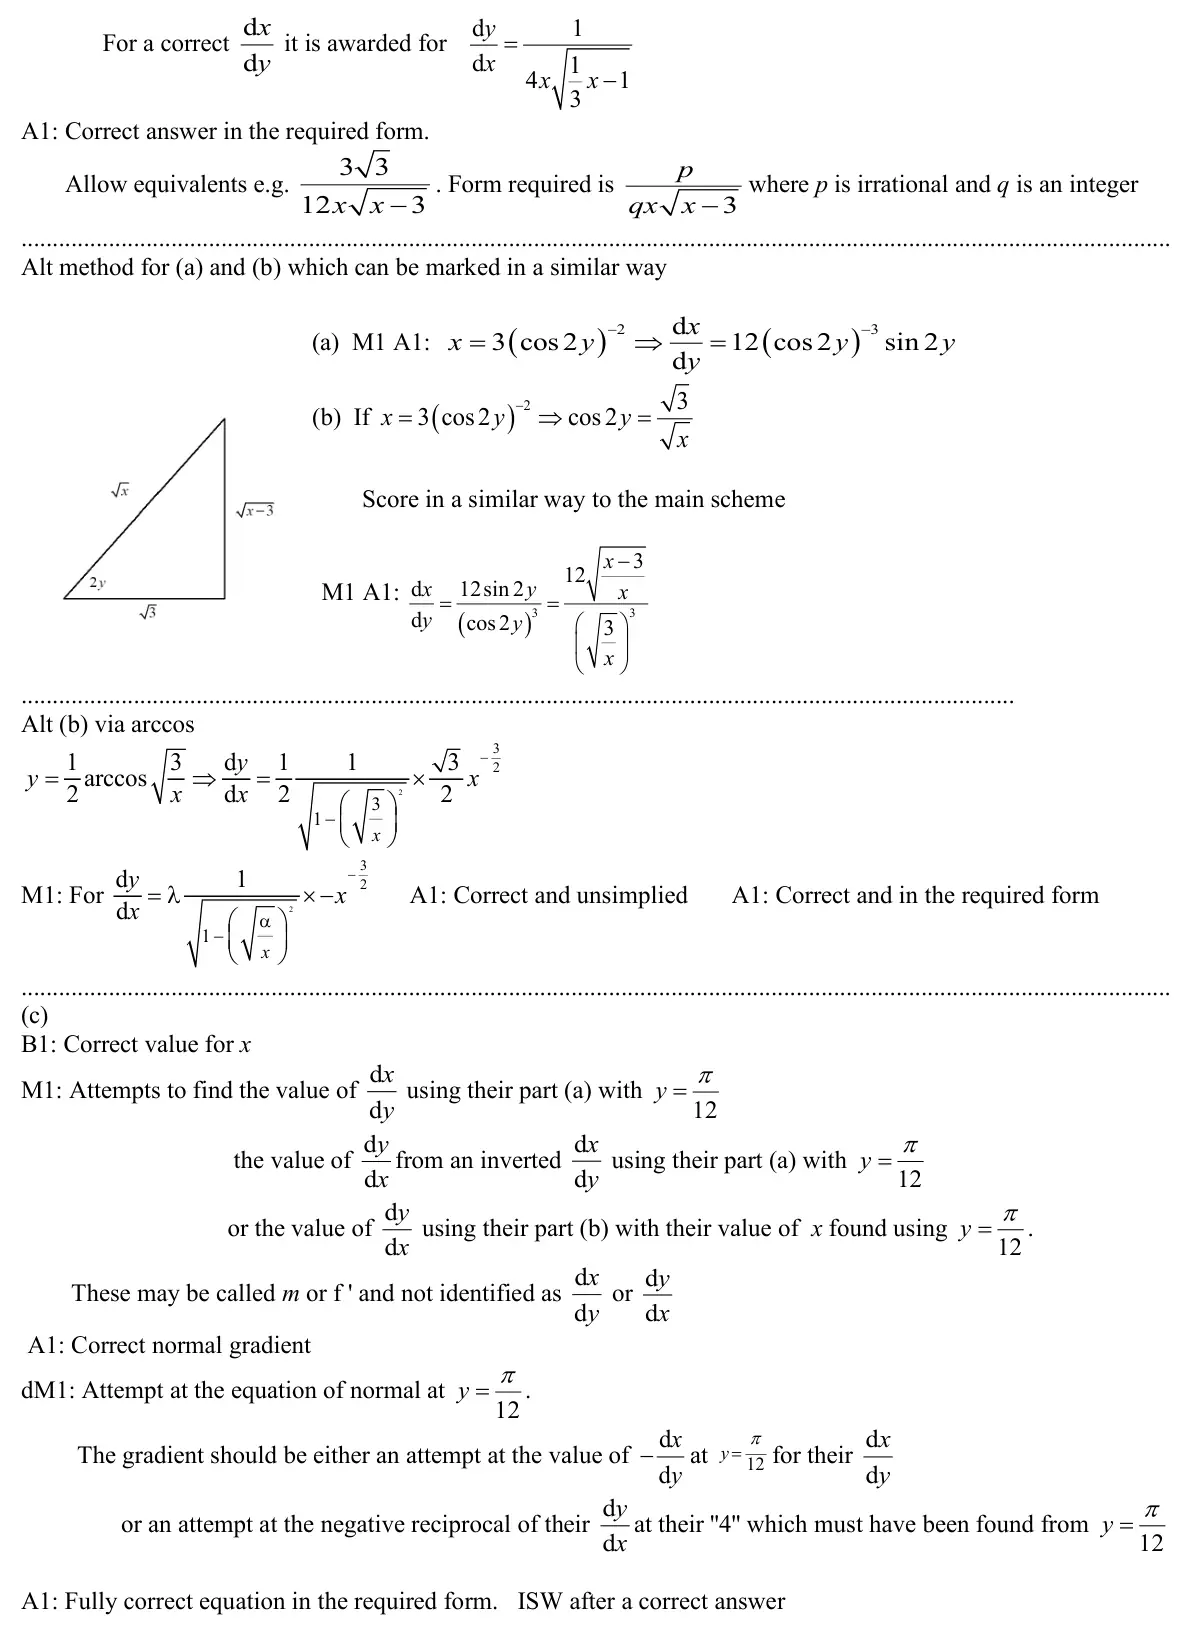 For a correct dx/dy it is awarded for dy/dx = 1/(4x√(1/3 x − 1))
A1: Correct answer in the required form.
Allow equivalents e.g. 3√3/(12x√(x − 3)) . Form required is p/(qx√(x − 3)) where p is irrational and q is an integer
Alt method for (a) and (b) which can be marked in a similar way
(a) M1 A1: x = 3(cos 2y)^−2 ⇒ dx/dy = 12(cos 2y)^−3 sin 2y
(b) If x = 3(cos 2y)^−2 ⇒ cos 2y = √3/√x
√x
√x−3
2y
√3
Score in a similar way to the main scheme
M1 A1: dx/dy = 12 sin 2y/(cos 2y)^3 = 12√((x − 3)/x)/(√(3/x))^3
Alt (b) via arccos
y = 1/2 arccos √(3/x) ⇒ dy/dx = 1/2 1/√(1 − (√(3/x))^2) × √3/2 x^(−3/2)
M1: For dy/dx = λ 1/√(1 − (√(α/x))^2) × −x^(−3/2) A1: Correct and unsimplied A1: Correct and in the required form
(c)
B1: Correct value for x
M1: Attempts to find the value of dx/dy using their part (a) with y = π/12
the value of dy/dx from an inverted dx/dy using their part (a) with y = π/12
or the value of dy/dx using their part (b) with their value of x found using y = π/12 .
These may be called m or f ' and not identified as dx/dy or dy/dx
A1: Correct normal gradient
dM1: Attempt at the equation of normal at y = π/12 .
The gradient should be either an attempt at the value of −dx/dy at y = π/12 for their dx/dy
or an attempt at the negative reciprocal of their dy/dx at their "4" which must have been found from y = π/12
A1: Fully correct equation in the required form. ISW after a correct answer